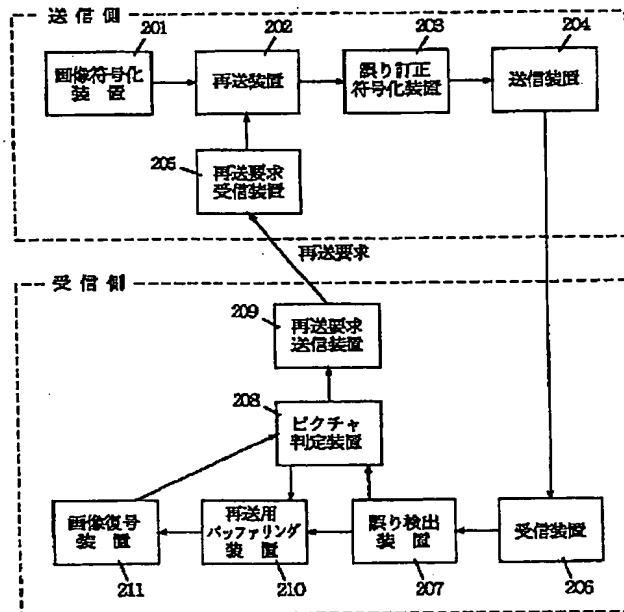 送信側
201
202
203
204
画像符号化
装置
再送装置
誤り訂正
符号化装置
送信装置
205
再送要求
受信装置
再送要求
受信側
209
再送要求
送信装置
208
ピクチャ
判定装置
画像復号
装置
再送用
バッファリング
装置
誤り検出
装置
受信装置
211
210
207
206